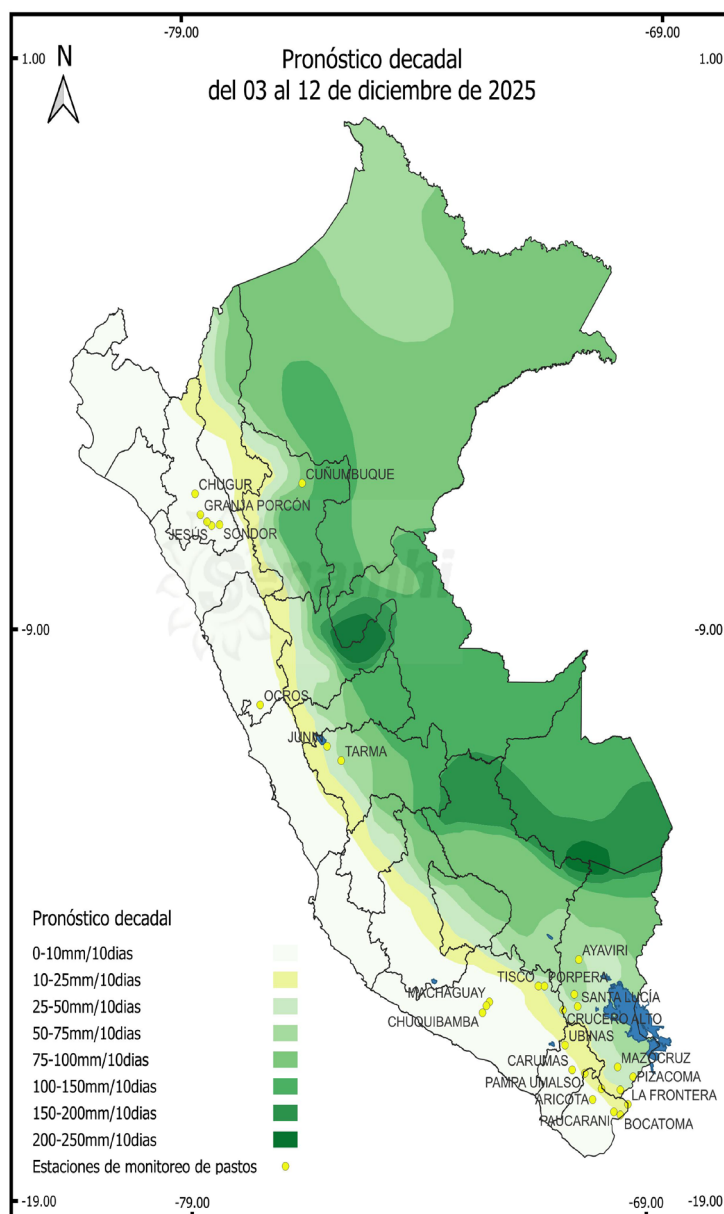 -79.00
-69.00
1.00
N
Pronóstico decadal
1.00
del 03 al 12 de diciembre de 2025
CUÑUMBUQUE
CHUGUR
GRANJA PORCÓN
JESÚS
SONDOR
Senamhi
-9.00
-9.00
OCROS
JUNIN
TARMA
Pronóstico decadal
0-10mm/10dias
10-25mm/10dias
25-50mm/10dias
50-75mm/10dias
75-100mm/10dias
100-150mm/10dias
150-200mm/10dias
200-250mm/10dias
Estaciones de monitoreo de pastos
AYAVIRI
TISCO
PORPERA
MACHAGUAY
SANTA LUCÍA
CHUQUIBAMBA
CRUCERO ALTO
UBINAS
CARUMAS
MAZOCRUZ
PAMPA UMALSO
PIZACOMA
ARICOTA
LA FRONTERA
PAUCARANI
BOCATOMA
-19.00
-79.00
-69.00
-19.00